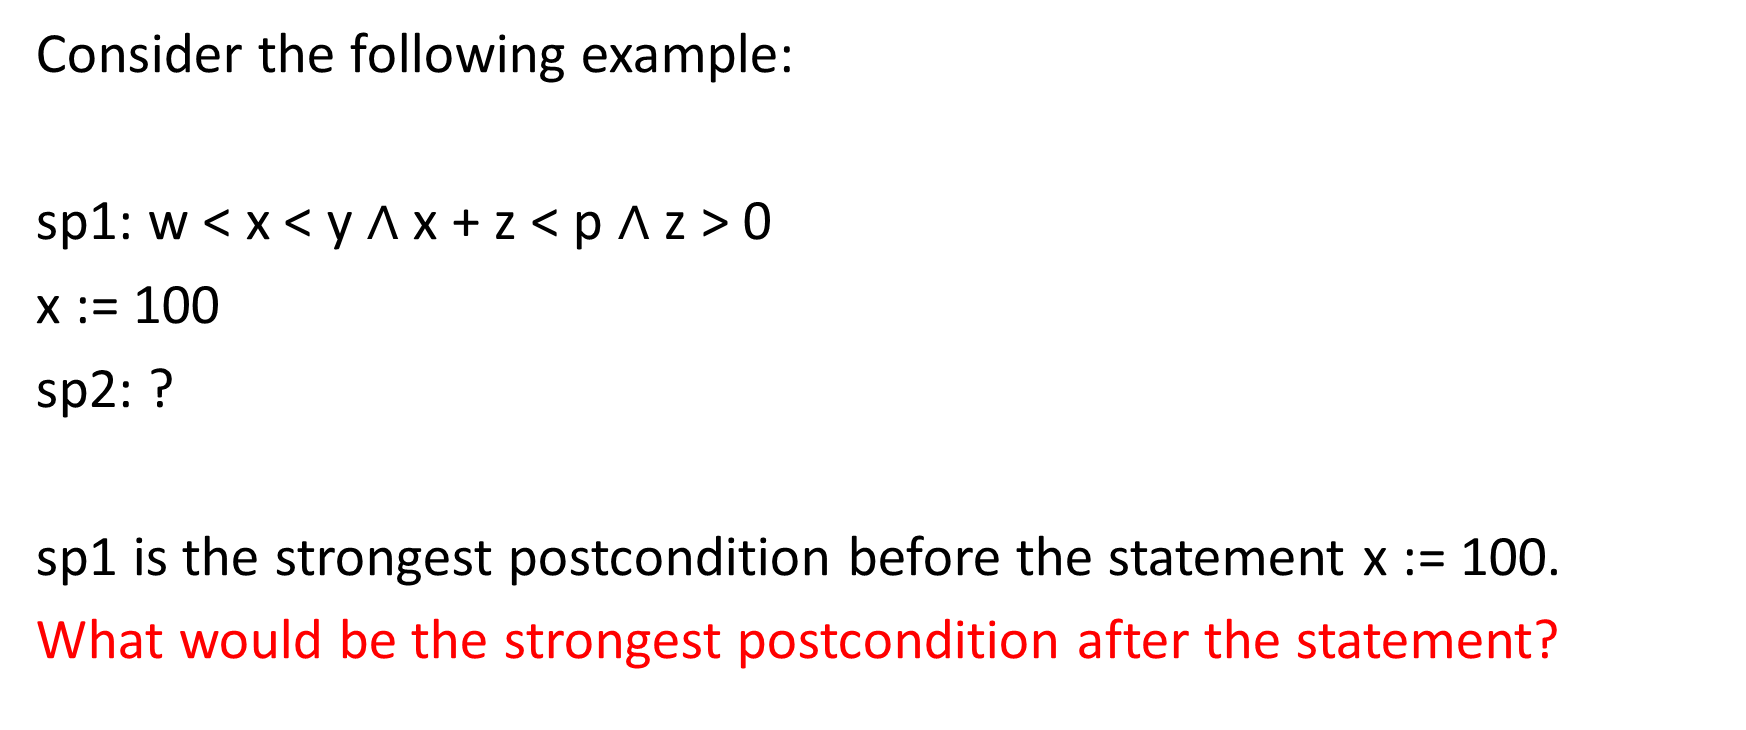 Consider the following example:
sp1: w < x < y Λ x + z < p Λ z > 0
x := 100
sp2: ?
sp1 is the strongest postcondition before the statement x := 100.
What would be the strongest postcondition after the statement?